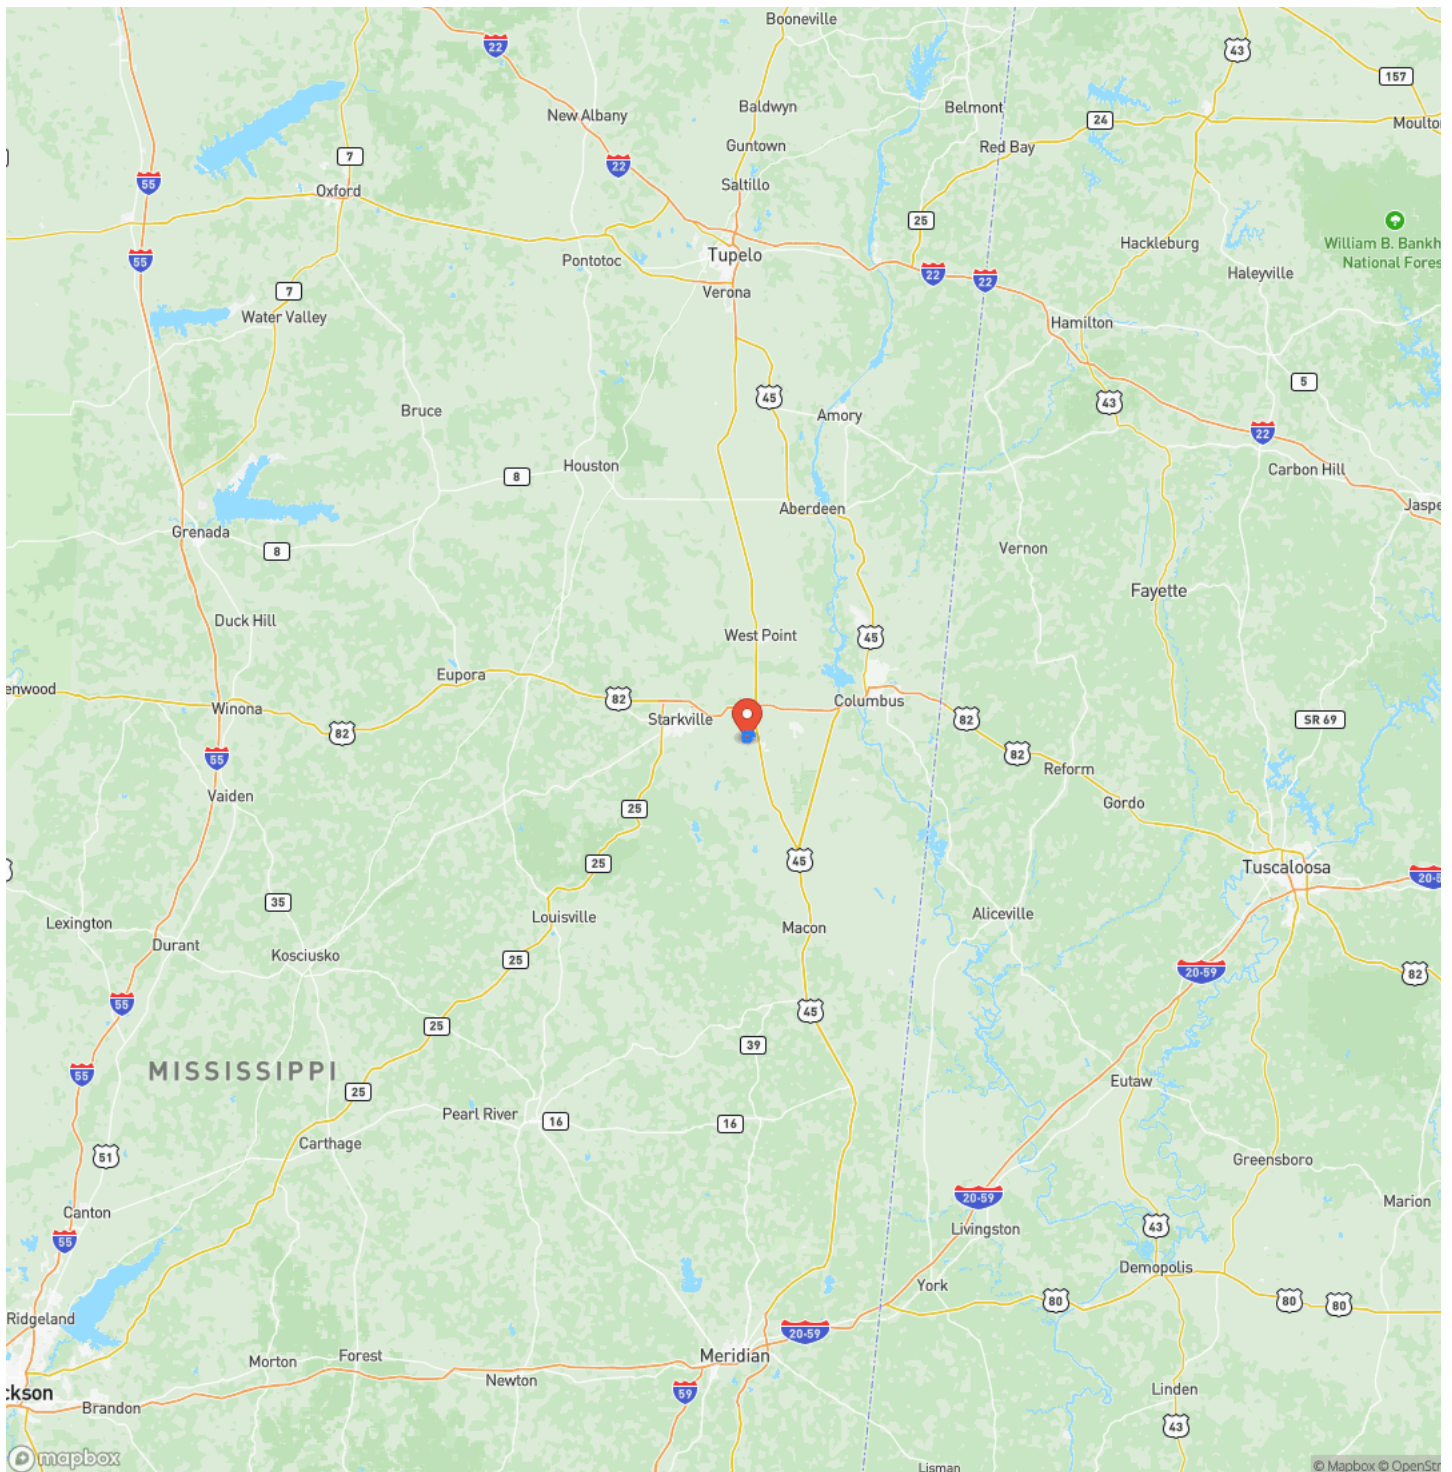 Booneville
22
43
157
New Albany
Baldwyn
Belmont
24
Moulto
Guntown
Red Bay
7
22
55
Saltillo
Oxford
25
Hackleburg
William B. Bankh
National Fores
Tupelo
55
Pontotoc
22
22
Haleyville
7
Verona
Water Valley
Hamilton
5
45
43
Bruce
Amory
22
Houston
8
Carbon Hill
Aberdeen
Jaspe
Grenada
8
Vernon
Fayette
Duck Hill
West Point
45
Eupora
enwood
82
Columbus
Winona
Starkville
82
SR 69
82
55
82
Reform
Vaiden
25
Gordo
45
25
Tuscaloosa
20-5
35
Louisville
Aliceville
Lexington
Macon
Durant
Kosciusko
25
20-59
82
55
45
25
39
MISSISSIPPI
55
Eutaw
25
Pearl River
16
16
Carthage
51
Greensboro
20-59
Marion
Canton
43
55
Livingston
Demopolis
York
80
80
80
Ridgeland
20-59
Morton
Forest
Meridian
Newton
59
Linden
ckson
Brandon
43
mapbox
Lisman
© Mapbox © OpenStr